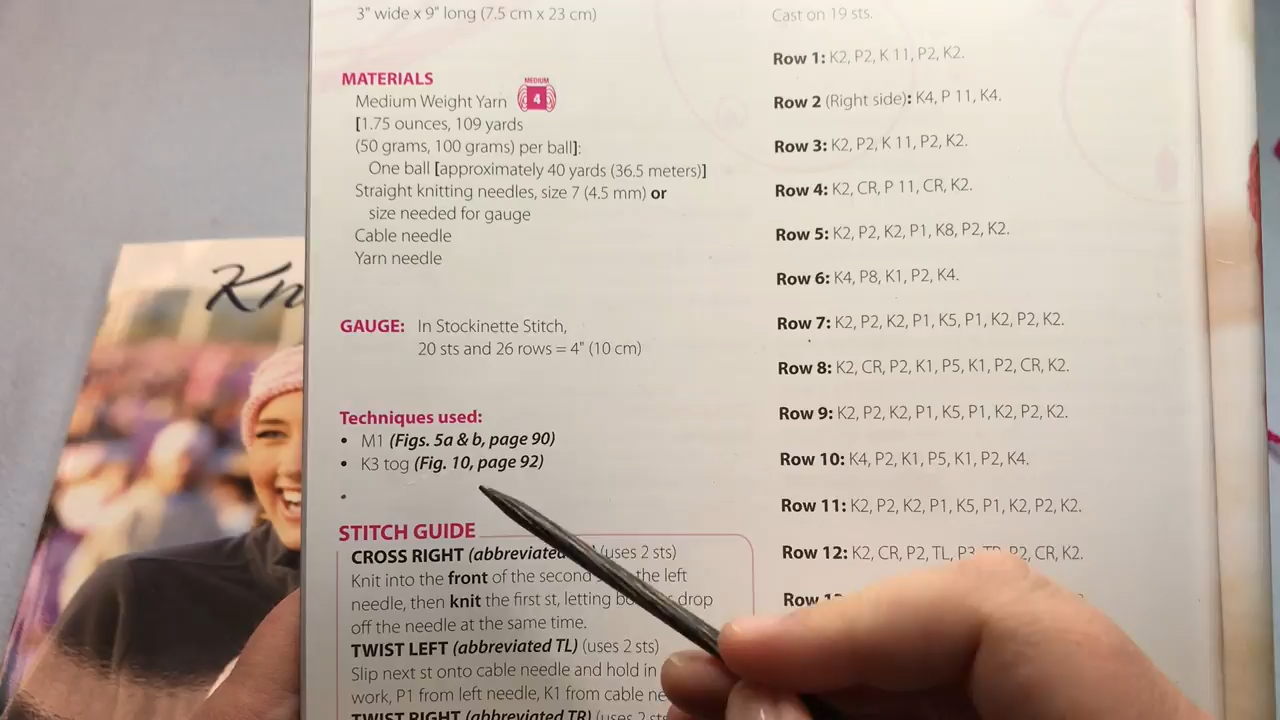 3" wide x 9" long (7.5 cm x 23 cm)
MATERIALS
Medium Weight Yarn
MEDIUM
4
[1.75 ounces, 109 yards
(50 grams, 100 grams) per ball]:
One ball [approximately 40 yards (36.5 meters)]
Straight knitting needles, size 7 (4.5 mm) or
size needed for gauge
Cable needle
Yarn needle
GAUGE: In Stockinette Stitch,
20 sts and 26 rows = 4" (10 cm)
Techniques used:
• M1 (Figs. 5a & b, page 90)
• K3 tog (Fig. 10, page 92)
•
STITCH GUIDE
CROSS RIGHT (abbreviated (uses 2 sts)
Knit into the front of the second the left
needle, then knit the first st, letting drop
off the needle at the same time.
TWIST LEFT (abbreviated TL) (uses 2 sts)
Slip next st onto cable needle and hold in
work, P1 from left needle, K1 from cable
TWIST RIGHT (abbreviated TR) (uses 2 sts
Cast on 19 sts.
Row 1: K2, P2, K 11, P2, K2.
Row 2 (Right side): K4, P 11, K4.
Row 3: K2, P2, K 11, P2, K2.
Row 4: K2, CR, P 11, CR, K2.
Row 5: K2, P2, K2, P1, K8, P2, K2.
Row 6: K4, P8, K1, P2, K4.
Row 7: K2, P2, K2, P1, K5, P1, K2, P2, K2.
Row 8: K2, CR, P2, K1, P5, K1, P2, CR, K2.
Row 9: K2, P2, K2, P1, K5, P1, K2, P2, K2.
Row 10: K4, P2, K1, P5, K1, P2, K4.
Row 11: K2, P2, K2, P1, K5, P1, K2, P2, K2.
Row 12: K2, CR, P2, TL, P3, TR, P2, CR, K2.
Row
Kn